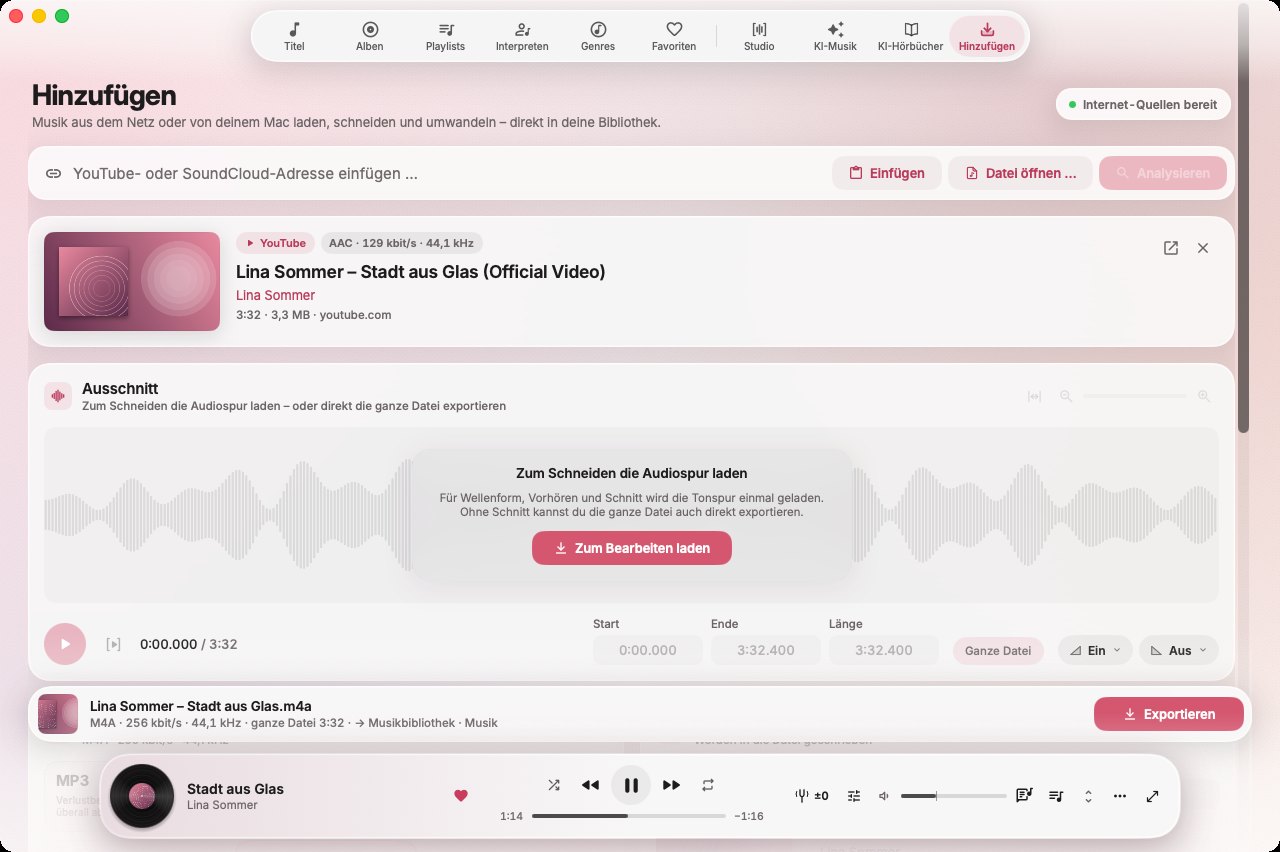 Titel
Alben
Playlists
Interpreten
Genres
Favoriten
Studio
KI-Musik
KI-Hörbücher
Hinzufügen
Hinzufügen
Musik aus dem Netz oder von deinem Mac laden, schneiden und umwandeln – direkt in deine Bibliothek.
Internet-Quellen bereit
YouTube- oder SoundCloud-Adresse einfügen ...
Einfügen
Datei öffnen ...
Analysieren
YouTube
AAC · 129 kbit/s · 44,1 kHz
Lina Sommer – Stadt aus Glas (Official Video)
Lina Sommer
3:32 · 3,3 MB · youtube.com
Ausschnitt
Zum Schneiden die Audiospur laden – oder direkt die ganze Datei exportieren
Zum Schneiden die Audiospur laden
Für Wellenform, Vorhören und Schnitt wird die Tonspur einmal geladen.
Ohne Schnitt kannst du die ganze Datei auch direkt exportieren.
Zum Bearbeiten laden
0:00.000 / 3:32
Start
Ende
Länge
0:00.000
3:32.400
3:32.400
Ganze Datei
Ein
Aus
Lina Sommer – Stadt aus Glas.m4a
M4A · 256 kbit/s · 44,1 kHz · ganze Datei 3:32 · → Musikbibliothek · Musik
Exportieren
MP3
Stadt aus Glas
Lina Sommer
1:14
−1:16
±0